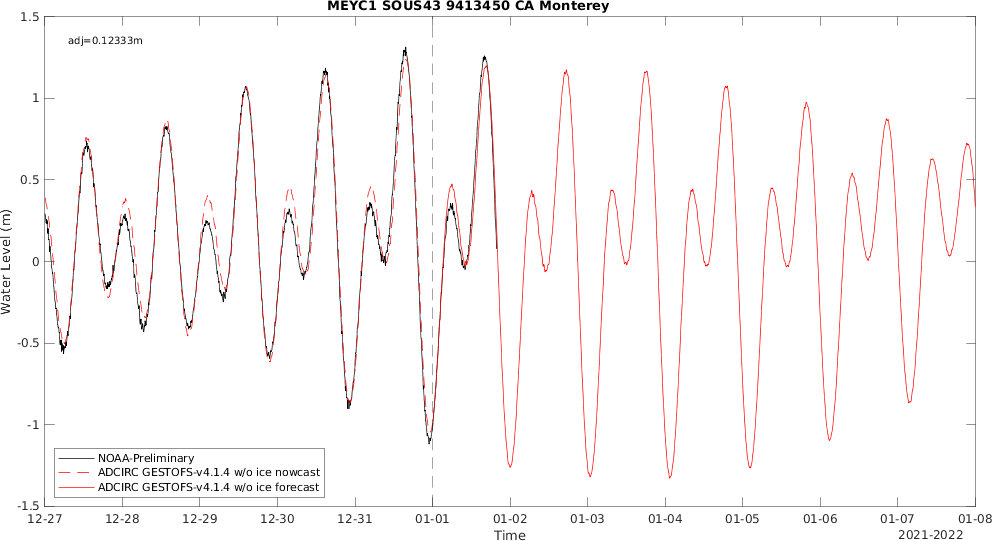 MEYC1 SOUS43 9413450 CA Monterey
1.5
adj=0.12333m
1
0.5
0
-0.5
-1
-1.5
Water Level (m)
NOAA-Preliminary
ADCIRC GESTOFS-v4.1.4 w/o ice nowcast
ADCIRC GESTOFS-v4.1.4 w/o ice forecast
12-27 12-28 12-29 12-30 12-31 01-01 01-02 01-03 01-04 01-05 01-06 01-07 01-08
Time
2021-2022